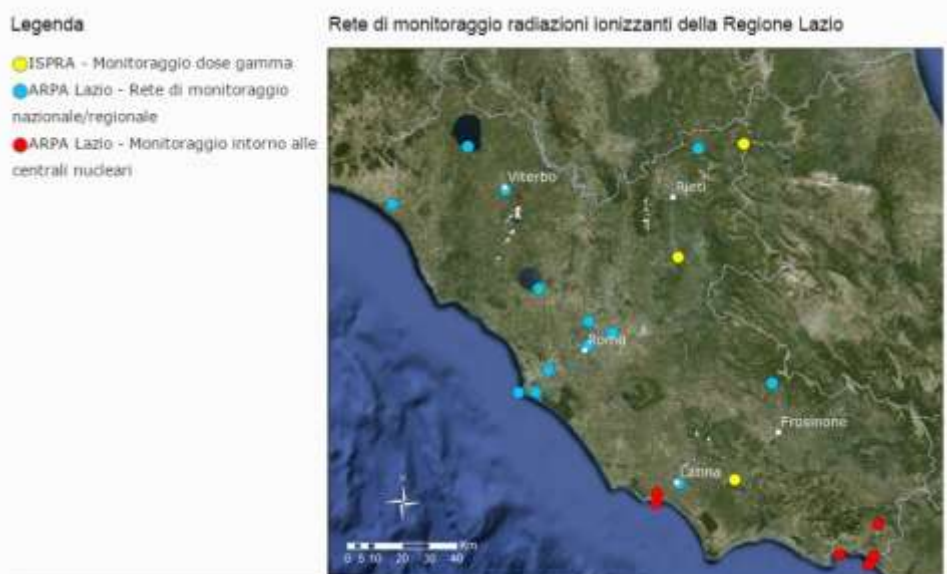 Legenda
ISPRA - Monitoraggio dose gamma
ARPA Lazio - Rete di monitoraggio
nazionale/regionale
ARPA Lazio - Monitoraggio intorno alle
centrali nucleari
Rete di monitoraggio radiazioni ionizzanti della Regione Lazio
Viterbo
Rieti
Roma
Frosinone
Latina
Km
0 5 10 20 30 40